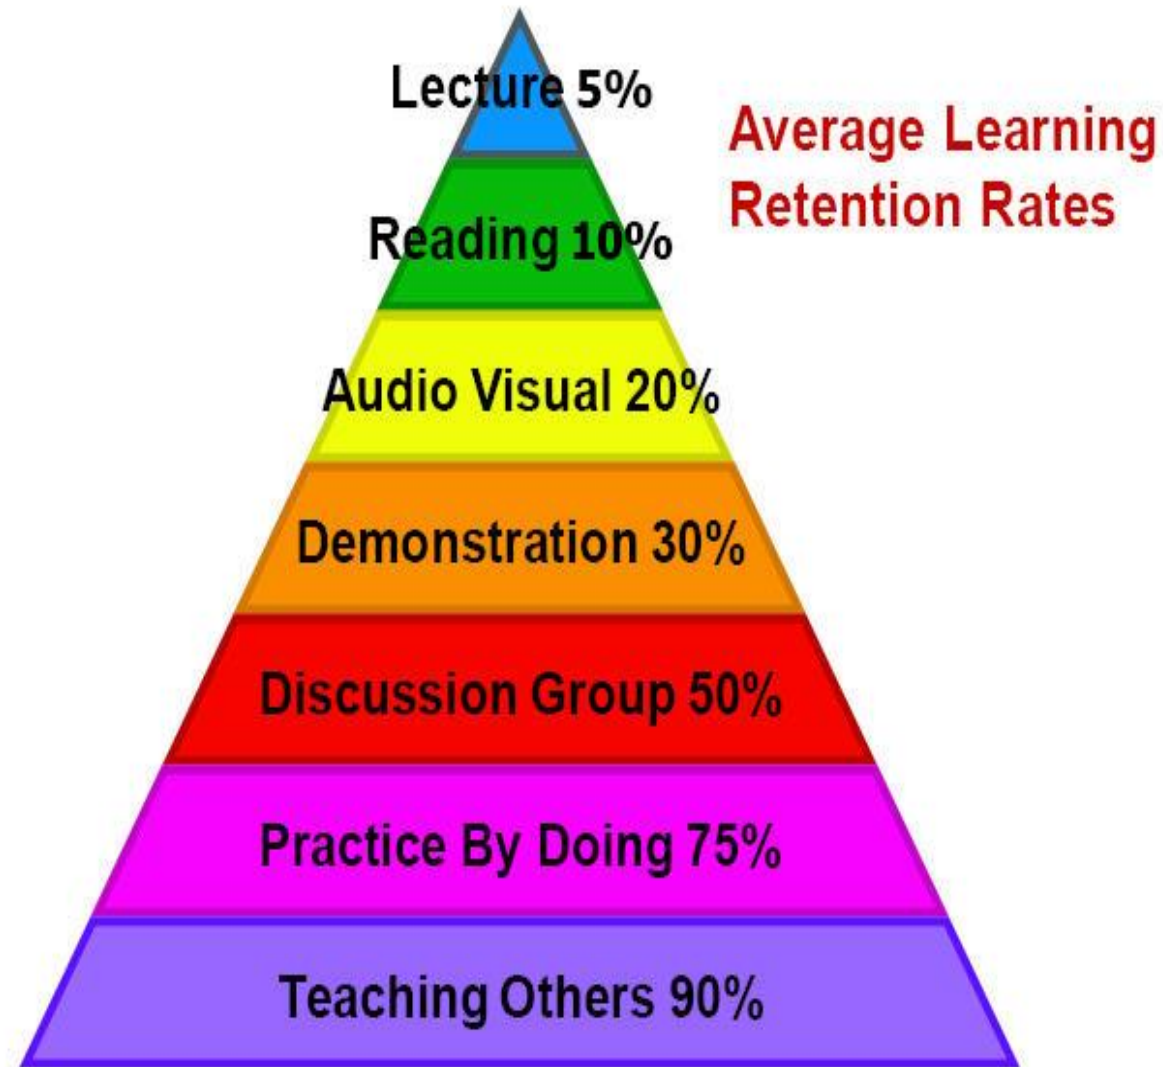 Lecture 5%
Average Learning
Retention Rates
Reading 10%
Audio Visual 20%
Demonstration 30%
Discussion Group 50%
Practice By Doing 75%
Teaching Others 90%